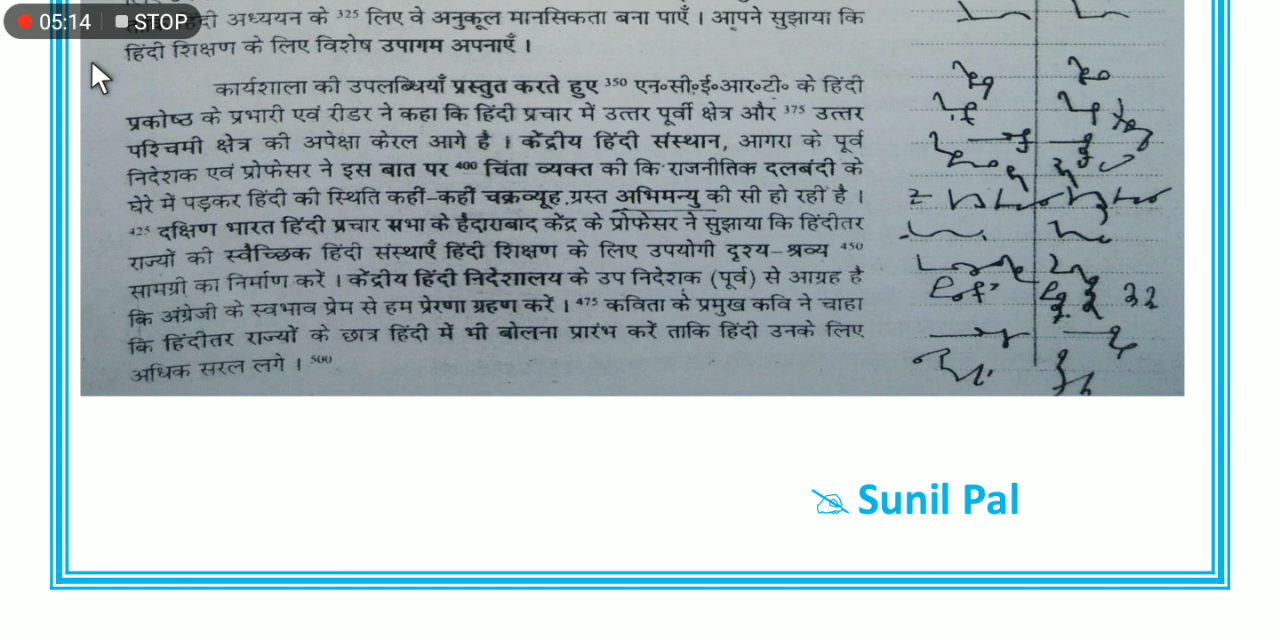 05:14 STOP
हिंदी अध्ययन के 325 लिए वे अनुकूल मानसिकता बना पाएँ । आपने सुझाया कि
हिंदी शिक्षण के लिए विशेष उपागम अपनाएँ ।
कार्यशाला की उपलब्धियाँ प्रस्तुत करते हुए 350 एन०सी०ई०आर०टी० के हिंदी
प्रकोष्ठ के प्रभारी एवं रीडर ने कहा कि हिंदी प्रचार में उत्तर पूर्वी क्षेत्र और 375 उत्तर
पश्चिमी क्षेत्र की अपेक्षा केरल आगे है । केंद्रीय हिंदी संस्थान, आगरा के पूर्व
निदेशक एवं प्रोफेसर ने इस बात पर 400 चिंता व्यक्त की कि राजनीतिक दलबंदी के
घेरे में पड़कर हिंदी की स्थिति कहीं-कहीं चक्रव्यूह ग्रस्त अभिमन्यु की सी हो रही है ।
425 दक्षिण भारत हिंदी प्रचार सभा के हैदराबाद केंद्र के प्रोफेसर ने सुझाया कि हिंदीतर
राज्यों की स्वैच्छिक हिंदी संस्थाएँ हिंदी शिक्षण के लिए उपयोगी दृश्य-श्रव्य 450
सामग्री का निर्माण करें । केंद्रीय हिंदी निदेशालय के उप निदेशक (पूर्व) से आग्रह है
कि अंग्रेजी के स्वभाव प्रेम से हम प्रेरणा ग्रहण करें । 475 कविता के प्रमुख कवि ने चाहा
कि हिंदीतर राज्यों के छात्र हिंदी में भी बोलना प्रारंभ करें ताकि हिंदी उनके लिए
अधिक सरल लगे । 500
Sunil Pal